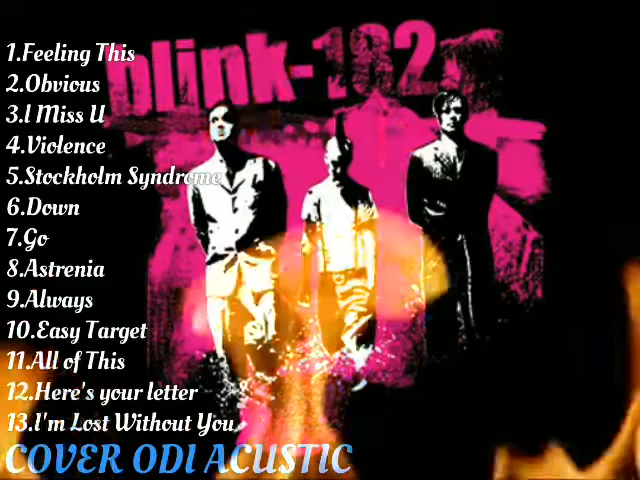 blink-182
1.Feeling This
2.Obvious
3.I Miss U
4.Violence
5.Stockholm Syndrome
6.Down
7.Go
8.Astrenia
9.Always
10.Easy Target
11.All of This
12.Here's your letter
13.I'm Lost Without You
COVER ODI ACUSTIC